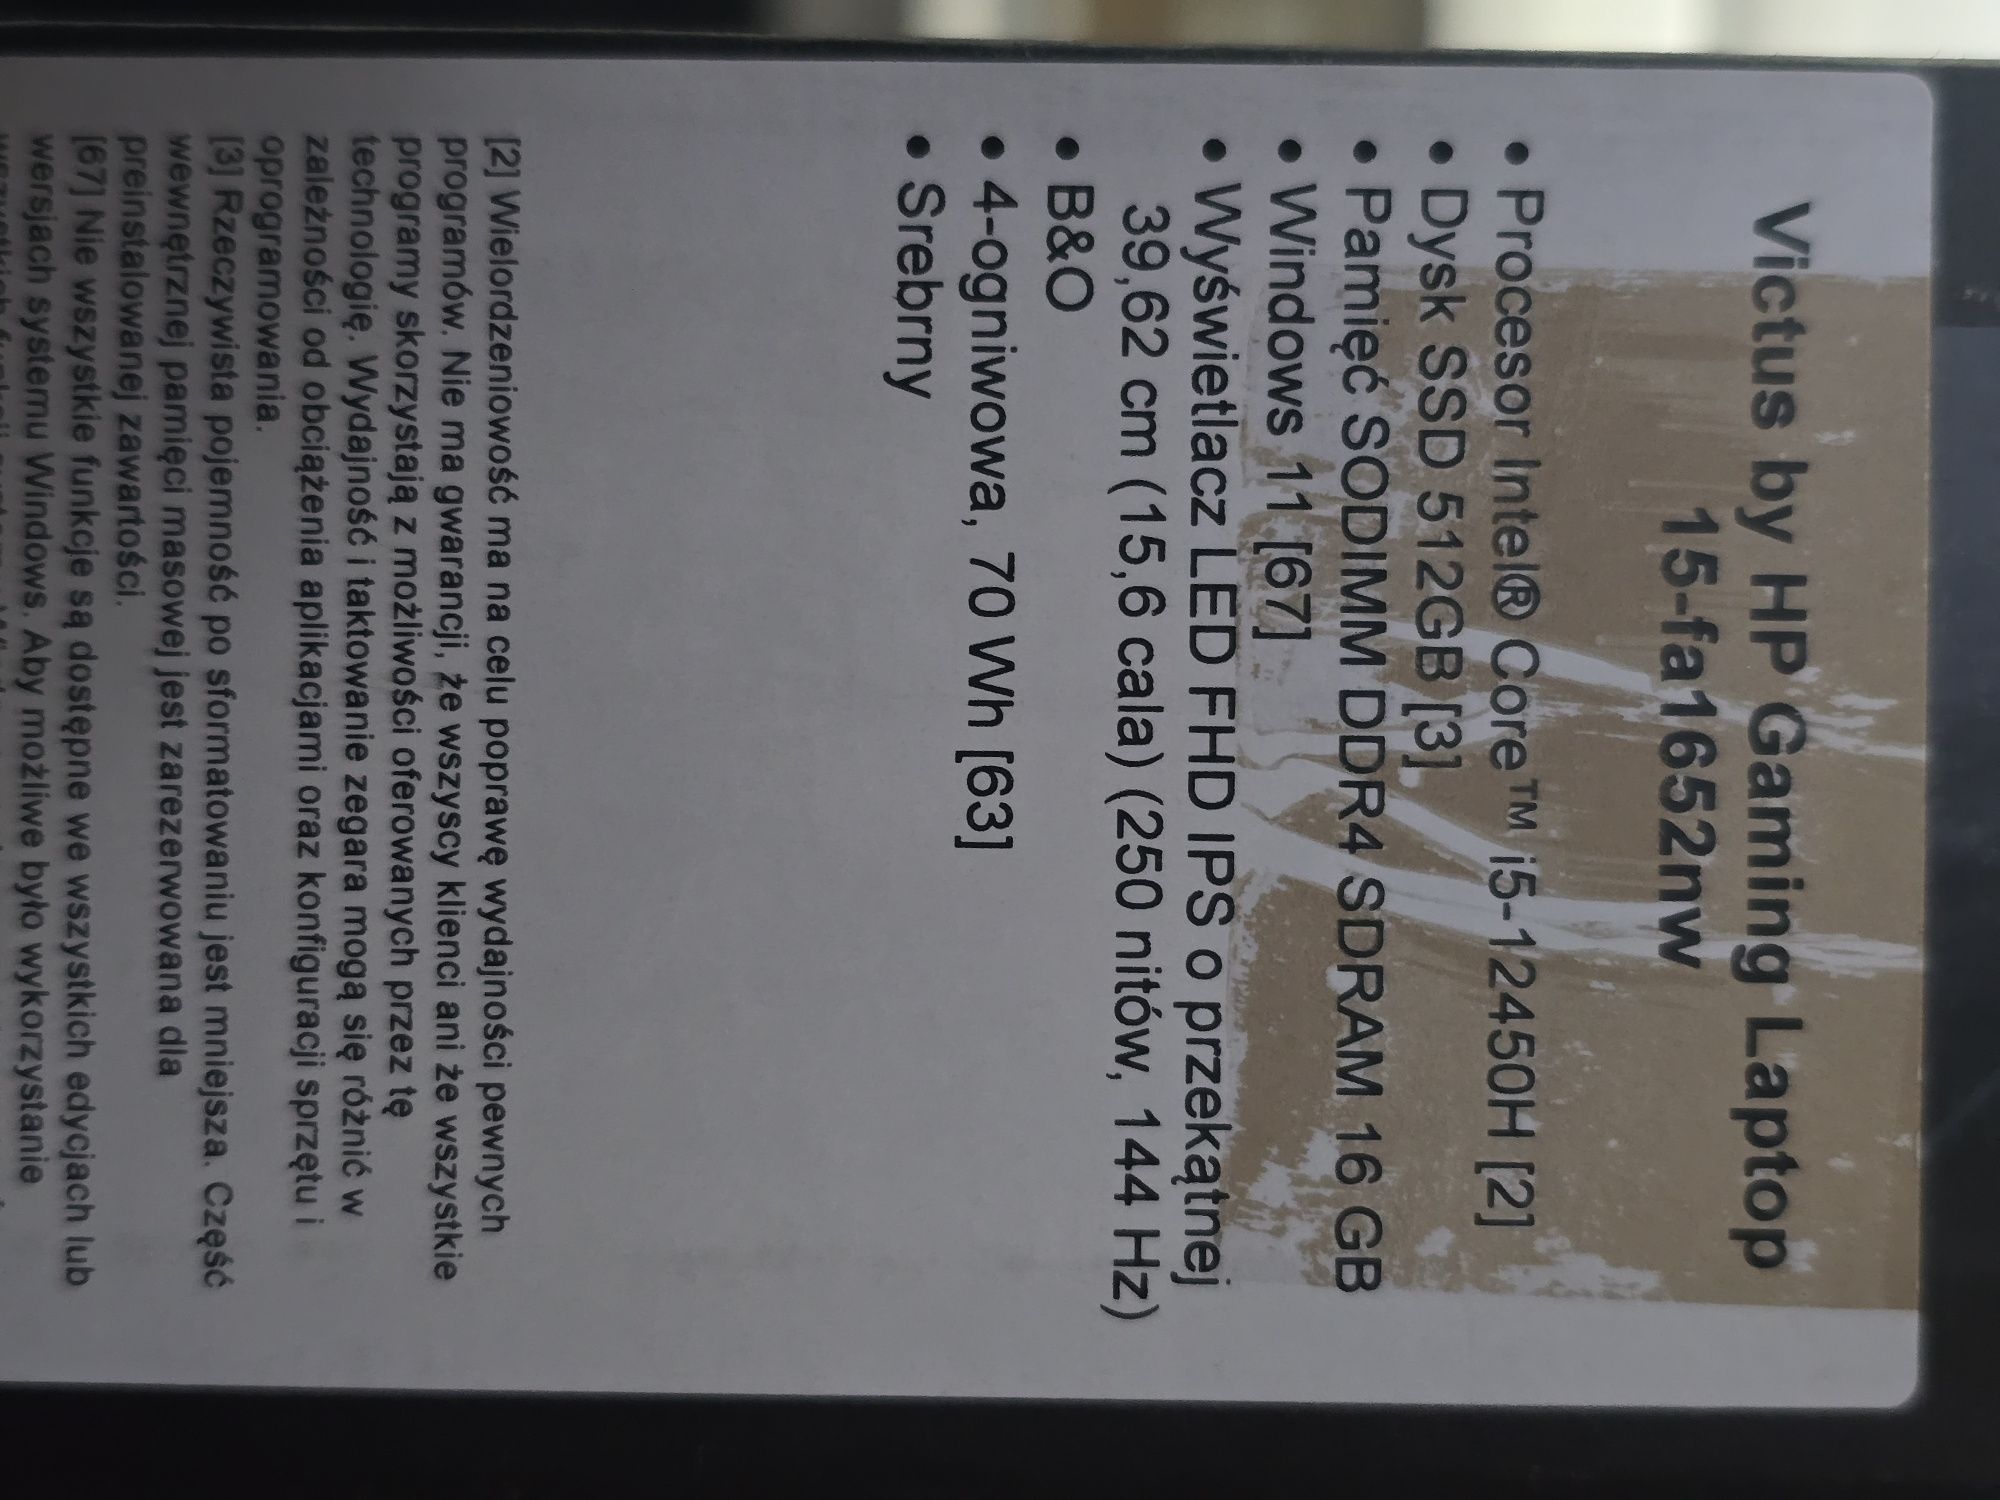 Victus by HP Gaming Laptop
15-fa1652nw
• Procesor Intel® Core™ i5-12450H [2]
• Dysk SSD 512GB [3]
• Pamięć SODIMM DDR4 SDRAM 16 GB
• Windows 11 [67]
• Wyświetlacz LED FHD IPS o przekątnej
39,62 cm (15,6 cala) (250 nitów, 144 Hz)
• B&O
• 4-ogniwowa, 70 Wh [63]
• Srebrny
[2] Wielordzeniowość ma na celu poprawę wydajności pewnych
programów. Nie ma gwarancji, że wszyscy klienci ani że wszystkie
programy skorzystają z możliwości oferowanych przez tę
technologię. Wydajność i taktowanie zegara mogą się różnić w
zależności od obciążenia aplikacjami oraz konfiguracji sprzętu i
oprogramowania.
[3] Rzeczywista pojemność po sformatowaniu jest mniejsza. Część
wewnętrznej pamięci masowej jest zarezerwowana dla
preinstalowanej zawartości.
[67] Nie wszystkie funkcje są dostępne we wszystkich edycjach lub
wersjach systemu Windows. Aby możliwe było wykorzystanie